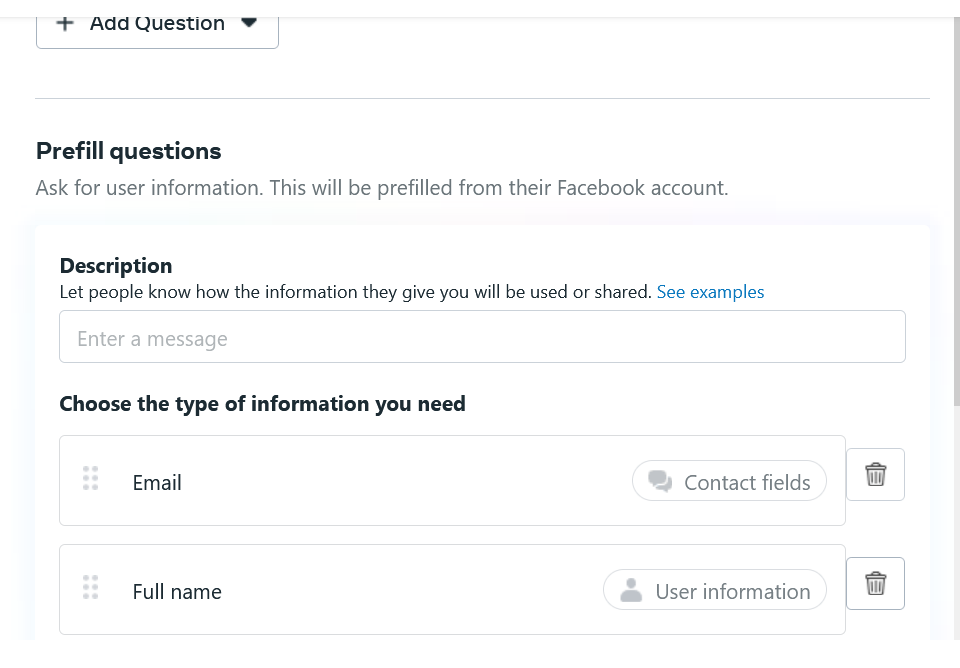 + Add Question
Prefill questions
Ask for user information. This will be prefilled from their Facebook account.
Description
Let people know how the information they give you will be used or shared. See examples
Enter a message
Choose the type of information you need
Email
Contact fields
Full name
User information